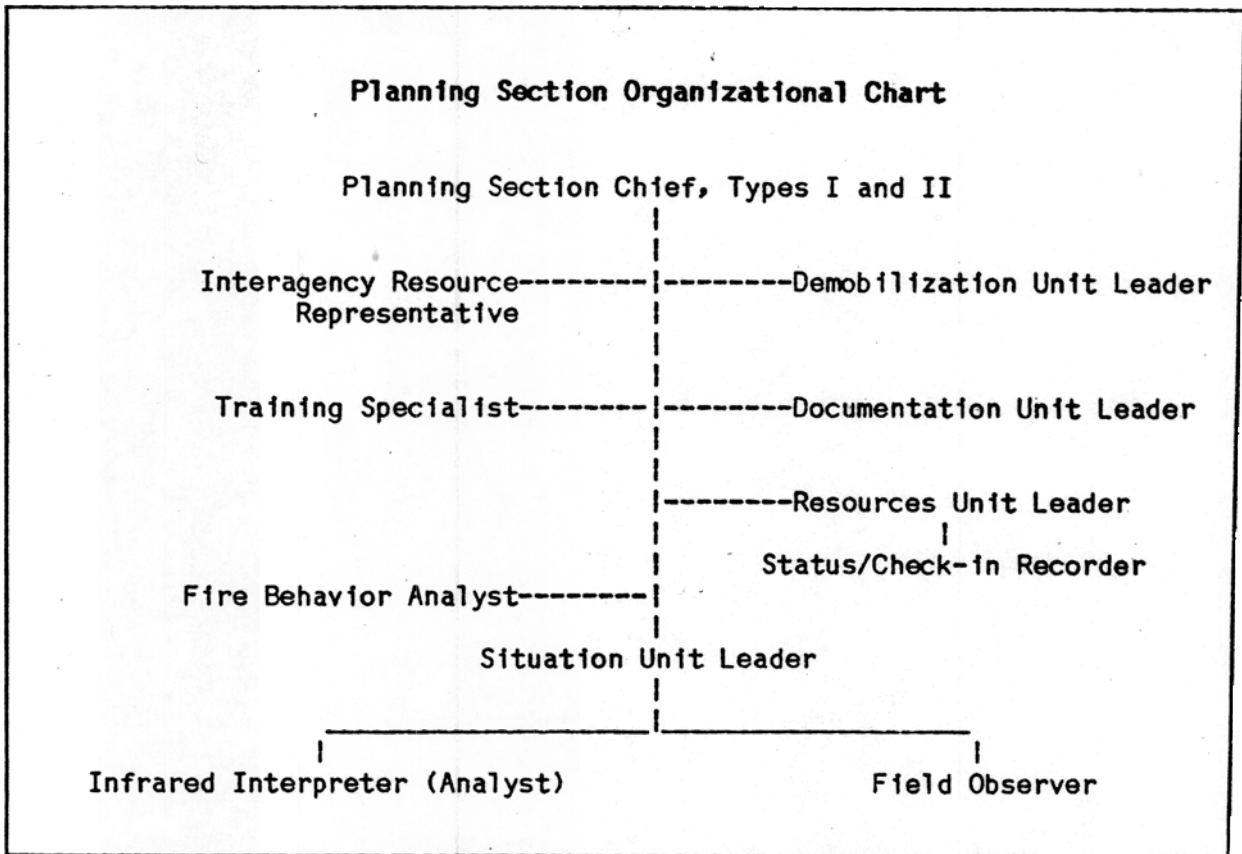 Planning Section Organizational Chart
Planning Section Chief, Types I and II
Interagency Resource
Representative
Demobilization Unit Leader
Training Specialist
Documentation Unit Leader
Resources Unit Leader
Status/Check-in Recorder
Fire Behavior Analyst
Situation Unit Leader
Infrared Interpreter (Analyst)
Field Observer